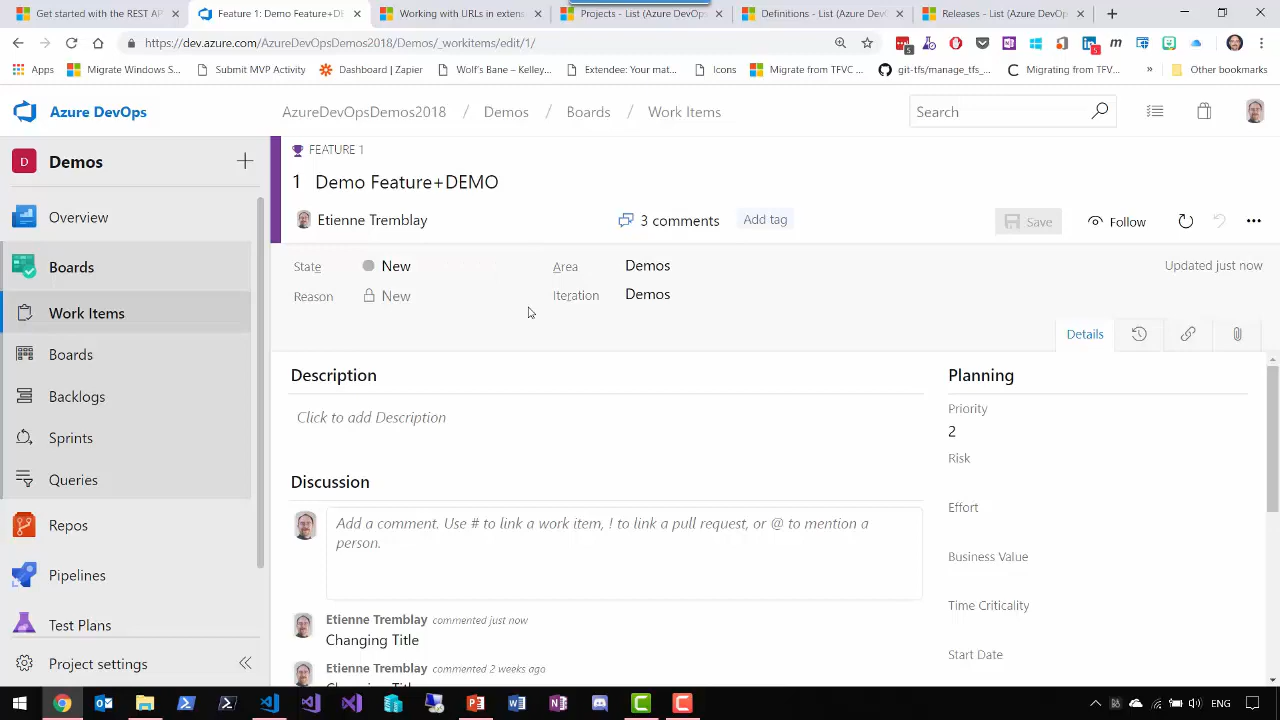 Get started with the REST AP
Feature 1: Demo Feature+DE
Working with URLs in extens
Projects - List (Azure DevOps
Definitions - List (Azure DevO
Releases - List (Azure DevOp
https://dev.azure.com/AzureDevOpsDemos2018/Demos/_workitems/edit/1/
Apps
Migrate Windows S...
Submit MVP Activity
Dashboard | Zapier
Wolf's Bane – Kelley...
Extendee: Your mat...
Icons
Migrate from TFVC ...
git-tfs/manage_tfs_...
Migrating from TFV...
»
Other bookmarks
Azure DevOps
AzureDevOpsDemos2018 / Demos / Boards / Work Items
Search
D
Demos
Overview
Boards
Work Items
Boards
Backlogs
Sprints
Queries
Repos
Pipelines
Test Plans
Project settings
FEATURE 1
1 Demo Feature+DEMO
Etienne Tremblay
3 comments
Add tag
Save
Follow
State
New
Area
Demos
Updated just now
Reason
New
Iteration
Demos
Details
Description
Click to add Description
Discussion
Add a comment. Use # to link a work item, ! to link a pull request, or @ to mention a
person.
Etienne Tremblay commented just now
Changing Title
Etienne Tremblay commented 2 weeks ago
Changing Title
Planning
Priority
2
Risk
Effort
Business Value
Time Criticality
Start Date
ENG